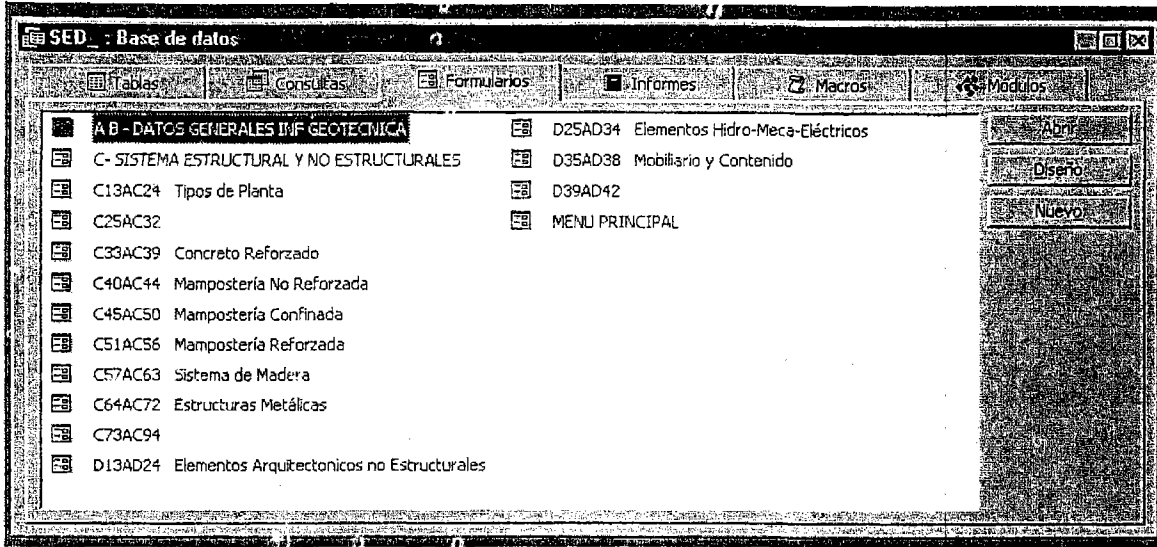 SED_ : Base de datos
Tablas Consultas Formularios Informes Macros Módulos
A B - DATOS GENERALES INF GEOTECNICA
C- SISTEMA ESTRUCTURAL Y NO ESTRUCTURALES
C13AC24 Tipos de Planta
C25AC32
C33AC39 Concreto Reforzado
C40AC44 Mampostería No Reforzada
C45AC50 Mampostería Confinada
C51AC56 Mampostería Reforzada
C57AC63 Sistema de Madera
C64AC72 Estructuras Metálicas
C73AC94
D13AD24 Elementos Arquitectonicos no Estructurales
D25AD34 Elementos Hidro-Meca-Eléctricos
D35AD38 Mobiliario y Contenido
D39AD42
MENU PRINCIPAL
Abrir
Diseño
Nuevo